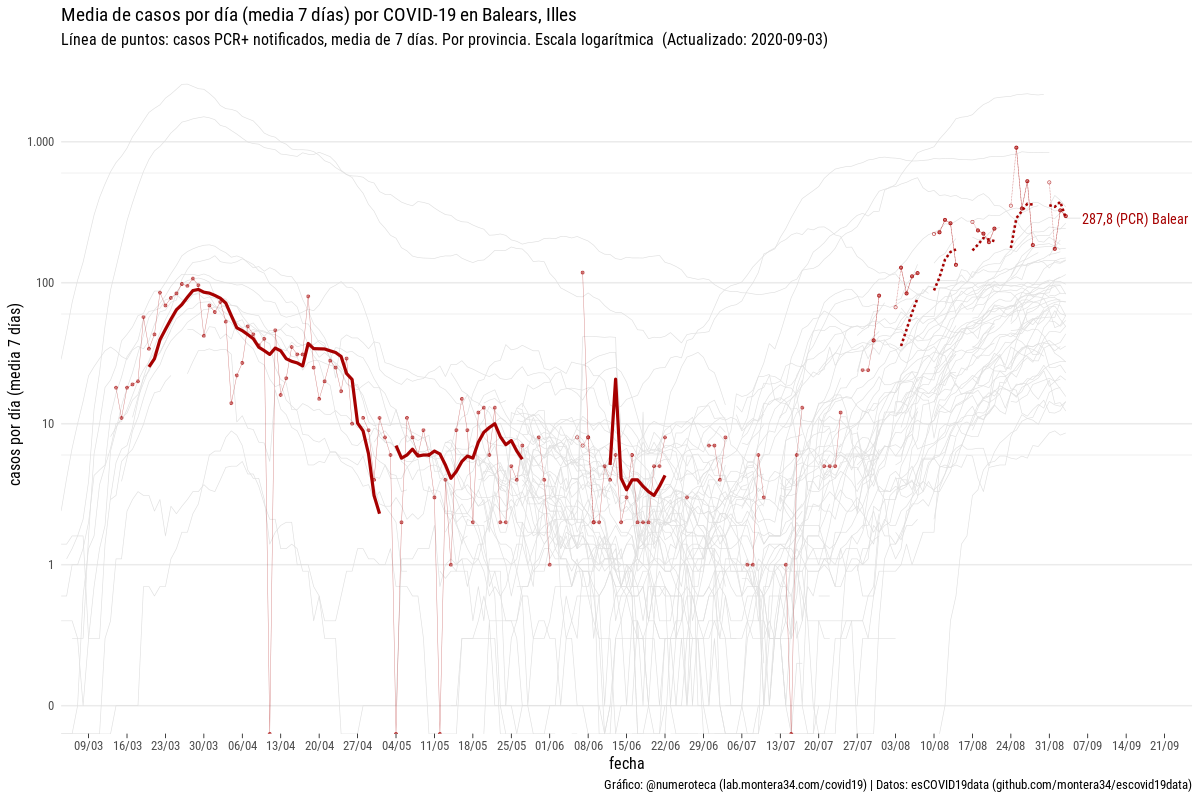 Media de casos por día (media 7 días) por COVID-19 en Balears, Illes
Línea de puntos: casos PCR+ notificados, media de 7 días. Por provincia. Escala logarítmica (Actualizado: 2020-09-03)
casos por día (media 7 días)
1.000
100
10
1
0
287,8 (PCR) Balear
09/03 16/03 23/03 30/03 06/04 13/04 20/04 27/04 04/05 11/05 18/05 25/05 01/06 08/06 15/06 22/06 29/06 06/07 13/07 20/07 27/07 03/08 10/08 17/08 24/08 31/08 07/09 14/09 21/09
fecha
Gráfico: @numeroteca (lab.montera34.com/covid19) | Datos: esCOVID19data (github.com/montera34/escovid19data)